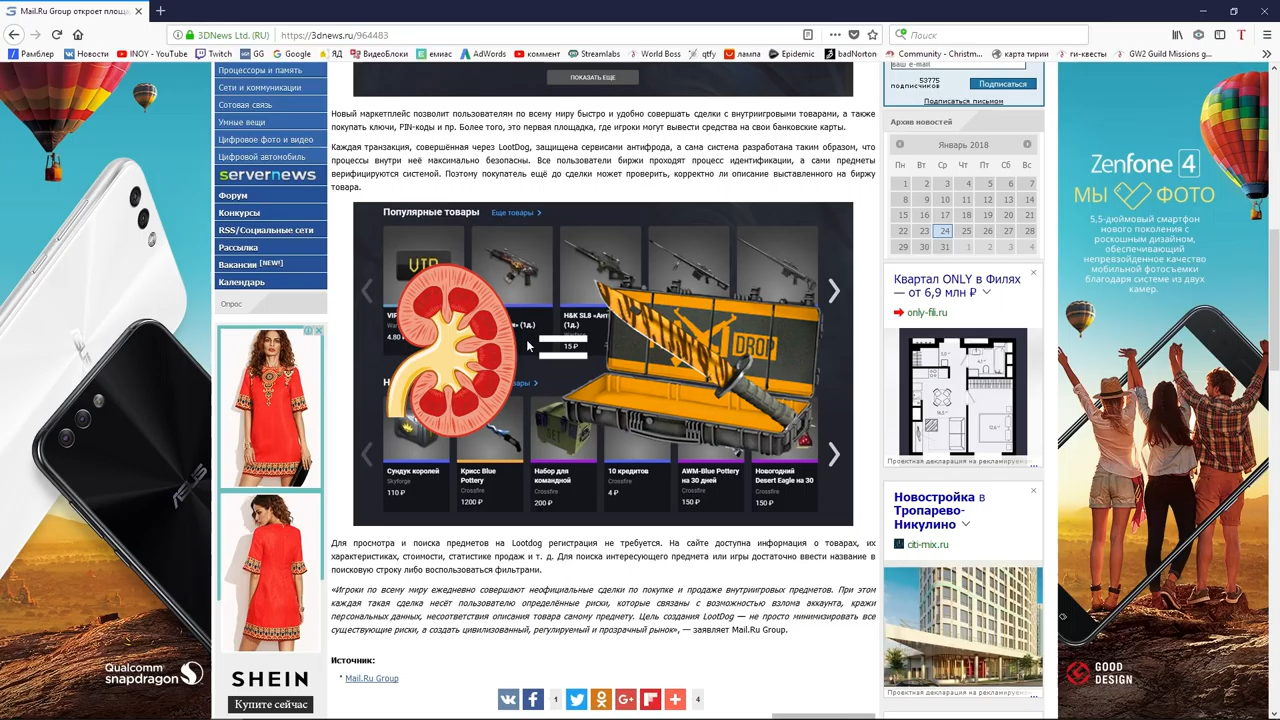 Mail.Ru Group откроет площа
3DNews Ltd. (RU)
https://3dnews.ru/964483
Поиск
Рамблер
Новости
INOY - YouTube
Twitch
GG
Google
ЯД
ВидеоБлоки
емиас
AdWords
коммент
Streamlabs
World Boss
qtfy
лампа
Epidemic
badNorton
Community - Christm...
карта ирии
ги-квесты
GW2 Guild Missions g...
Процессоры и память
Сети и коммуникации
Сотовая связь
Умные вещи
Цифровое фото и видео
Цифровой автомобиль
servernews
Форум
Конкурсы
RSS/Социальные сети
Рассылка
Вакансии [NEW!]
Календарь
Опрос
SHEIN
Купите сейчас
Qualcomm
snapdragon
ПОКАЗАТЬ ЕЩЕ
Новый маркетплейс позволит пользователям по всему миру быстро и удобно совершать сделки с внутриигровыми товарами, а также
покупать ключи, PIN-коды и пр. Более того, это первая площадка, где игроки могут вывести средства на свои банковские карты.
Каждая транзакция, совершённая через LootDog, защищена сервисами антифрода, а сама система разработана таким образом, что
процессы внутри неё максимально безопасны. Все пользователи биржи проходят процесс идентификации, а сами предметы
верифицируются системой. Поэтому покупатель ещё до сделки может проверить, корректно ли описание выставленного на биржу
товара.
Популярные товары
Еще товары
VIP
VIP
4.80 ₽
(1д.)
H&K SL8 «Ант
(1д.)
15 ₽
DROP
Сундук королей
Skyforge
110 ₽
Крисс Blue
Pottery
Crossfire
1200 ₽
SET
Набор для
командной
Crossfire
200 ₽
10 кредитов
Crossfire
4 ₽
AWM-Blue Pottery
на 30 дней
Crossfire
150 ₽
Новогодний
Desert Eagle на 30
Crossfire
150 ₽
Для просмотра и поиска предметов на Lootdog регистрация не требуется. На сайте доступна информация о товарах, их
характеристиках, стоимости, статистике продаж и т. д. Для поиска интересующего предмета или игры достаточно ввести название в
поисковую строку либо воспользоваться фильтрами.
«Игроки по всему миру ежедневно совершают неофициальные сделки по покупке и продаже внутриигровых предметов. При этом
каждая такая сделка несёт пользователю определённые риски, которые связаны с возможностью взлома аккаунта, кражи
персональных данных, несоответствия описания товара самому предмету. Цель создания LootDog — не просто минимизировать все
существующие риски, а создать цивилизованный, регулируемый и прозрачный рынок», — заявляет Mail.Ru Group.
Источник:
* Mail.Ru Group
1
4
ваш e-mail
53775
подписчиков
Подписаться
Подписаться письмом
Архив новостей
Январь 2018
Пн Вт Ср Чт Пт Сб Вс
1 2 3 4 5 6 7
8 9 10 11 12 13 14
15 16 17 18 19 20 21
22 23 24 25 26 27 28
29 30 31 1 2 3 4
Квартал ONLY в Филях
— от 6,9 млн ₽
only-fili.ru
Проектная декларация на рекламируемо...
Новостройка в
Тропарево-
Никулино
citi-mix.ru
Проектная декларация на рекламируемо...
Zenfone 4
МЫ ФОТО
5,5-дюймовый смартфон
нового поколения с
роскошным дизайном,
обеспечивающий
непревзойденное качество
мобильной фотосъемки
благодаря системе из двух
камер.
GOOD
DESIGN